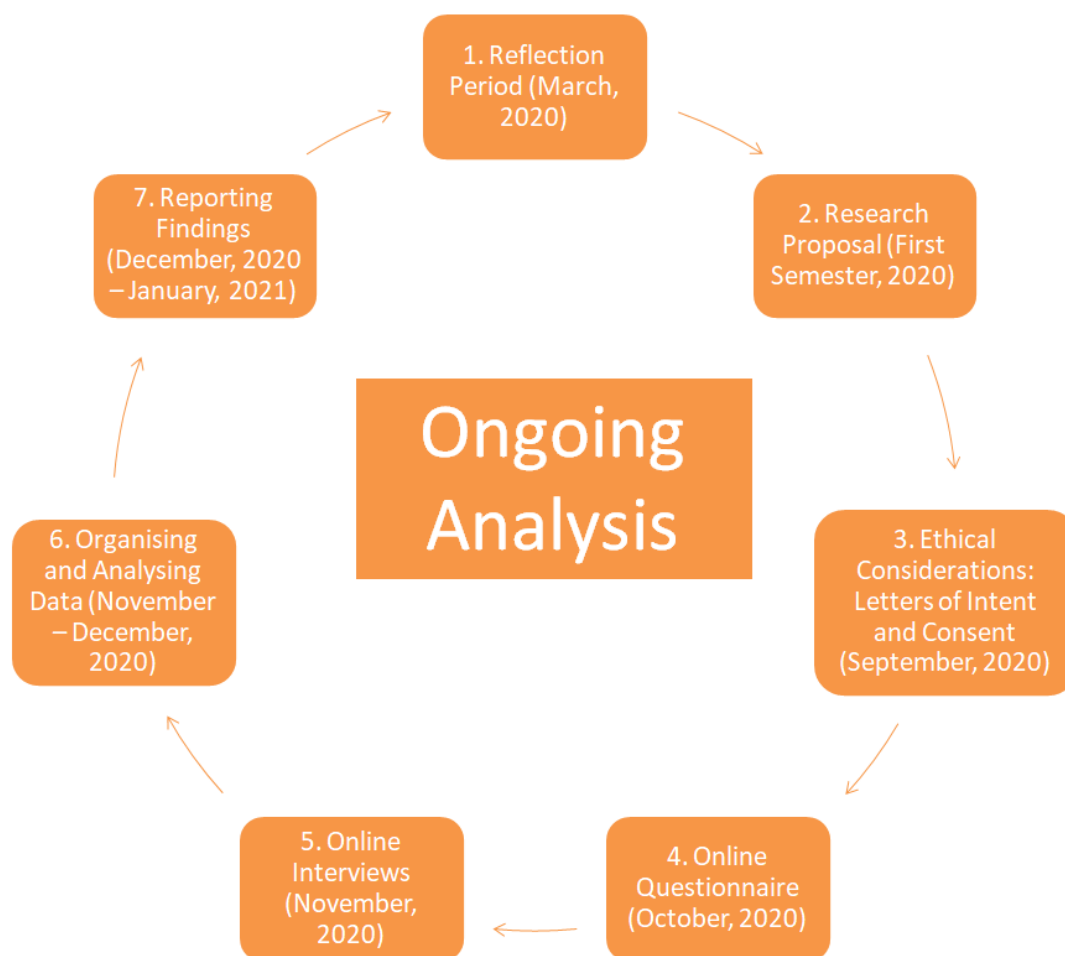 1. Reflection
Period (March,
2020)
2. Research
Proposal (First
Semester, 2020)
3. Ethical
Considerations:
Letters of Intent
and Consent
(September, 2020)
4. Online
Questionnaire
(October, 2020)
5. Online
Interviews
(November,
2020)
6. Organising
and Analysing
Data (November
– December,
2020)
7. Reporting
Findings
(December, 2020
– January, 2021)
Ongoing
Analysis